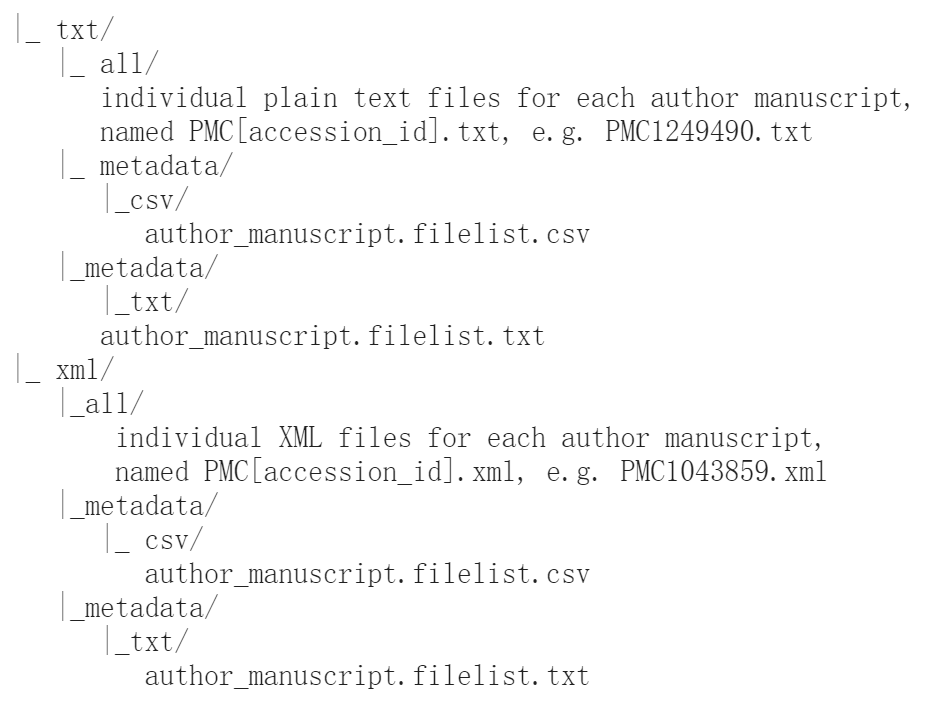 |_ txt/
   |_ all/
      individual plain text files for each author manuscript,
      named PMC[accession_id].txt, e.g. PMC1249490.txt
   |_ metadata/
      |_csv/
         author_manuscript.filelist.csv
   |_metadata/
      |_txt/
      author_manuscript.filelist.txt
|_ xml/
   |_all/
       individual XML files for each author manuscript,
       named PMC[accession_id].xml, e.g. PMC1043859.xml
   |_metadata/
      |_ csv/
         author_manuscript.filelist.csv
   |_metadata/
      |_txt/
         author_manuscript.filelist.txt